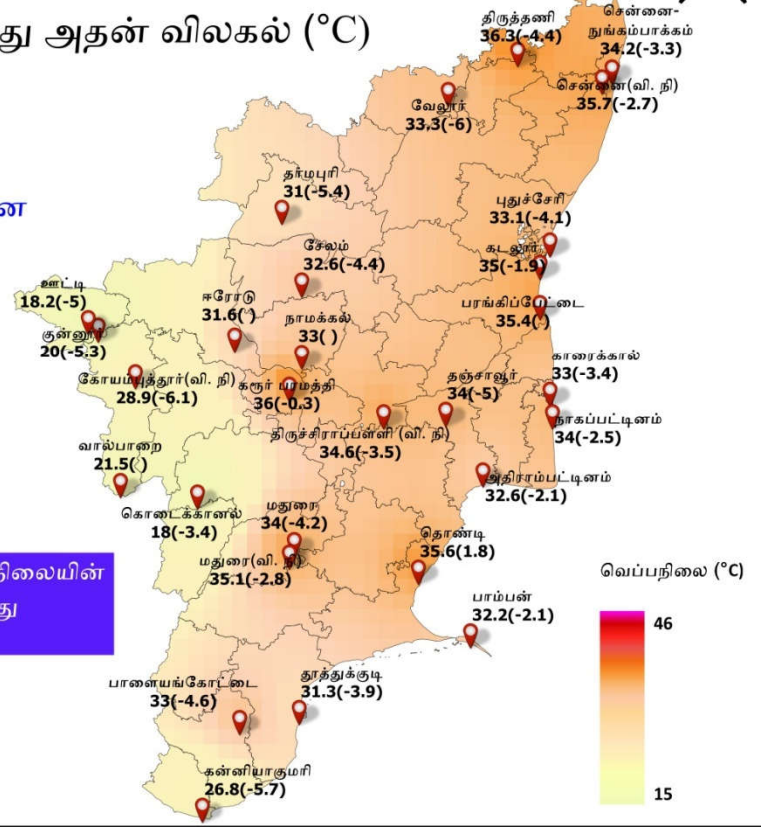 து அதன் விலகல் (°C)
திருத்தணி
36.3(-4.4)
சென்னை-
நுங்கம்பாக்கம்
34.2(-3.3)
சென்னை(வி. நி)
35.7(-2.7)
வேலூர்
33.3(-6)
தர்மபுரி
31(-5.4)
புதுச்சேரி
33.1(-4.1)
சேலம்
32.6(-4.4)
கடலூர்
35(-1.9)
ஊட்டி
18.2(-5)
ஈரோடு
31.6( )
நாமக்கல்
33( )
பரங்கிப்பேட்டை
35.4( )
குன்னூர்
20(-5.3)
கோயம்புத்தூர்(வி. நி)
28.9(-6.1)
கரூர் பரமத்தி
36(-0.3)
தஞ்சாவூர்
34(-5)
காரைக்கால்
33(-3.4)
நாகப்பட்டினம்
34(-2.5)
திருச்சிராப்பள்ளி (வி. நி)
34.6(-3.5)
வால்பாறை
21.5( )
அதிராம்பட்டினம்
32.6(-2.1)
கொடைக்கானல்
18(-3.4)
மதுரை
34(-4.2)
மதுரை(வி. நி)
35.1(-2.8)
தொண்டி
35.6(1.8)
நிலையின்
து
வெப்பநிலை (°C)
46
15
பாம்பன்
32.2(-2.1)
பாளையங்கோட்டை
33(-4.6)
தூத்துக்குடி
31.3(-3.9)
கன்னியாகுமரி
26.8(-5.7)